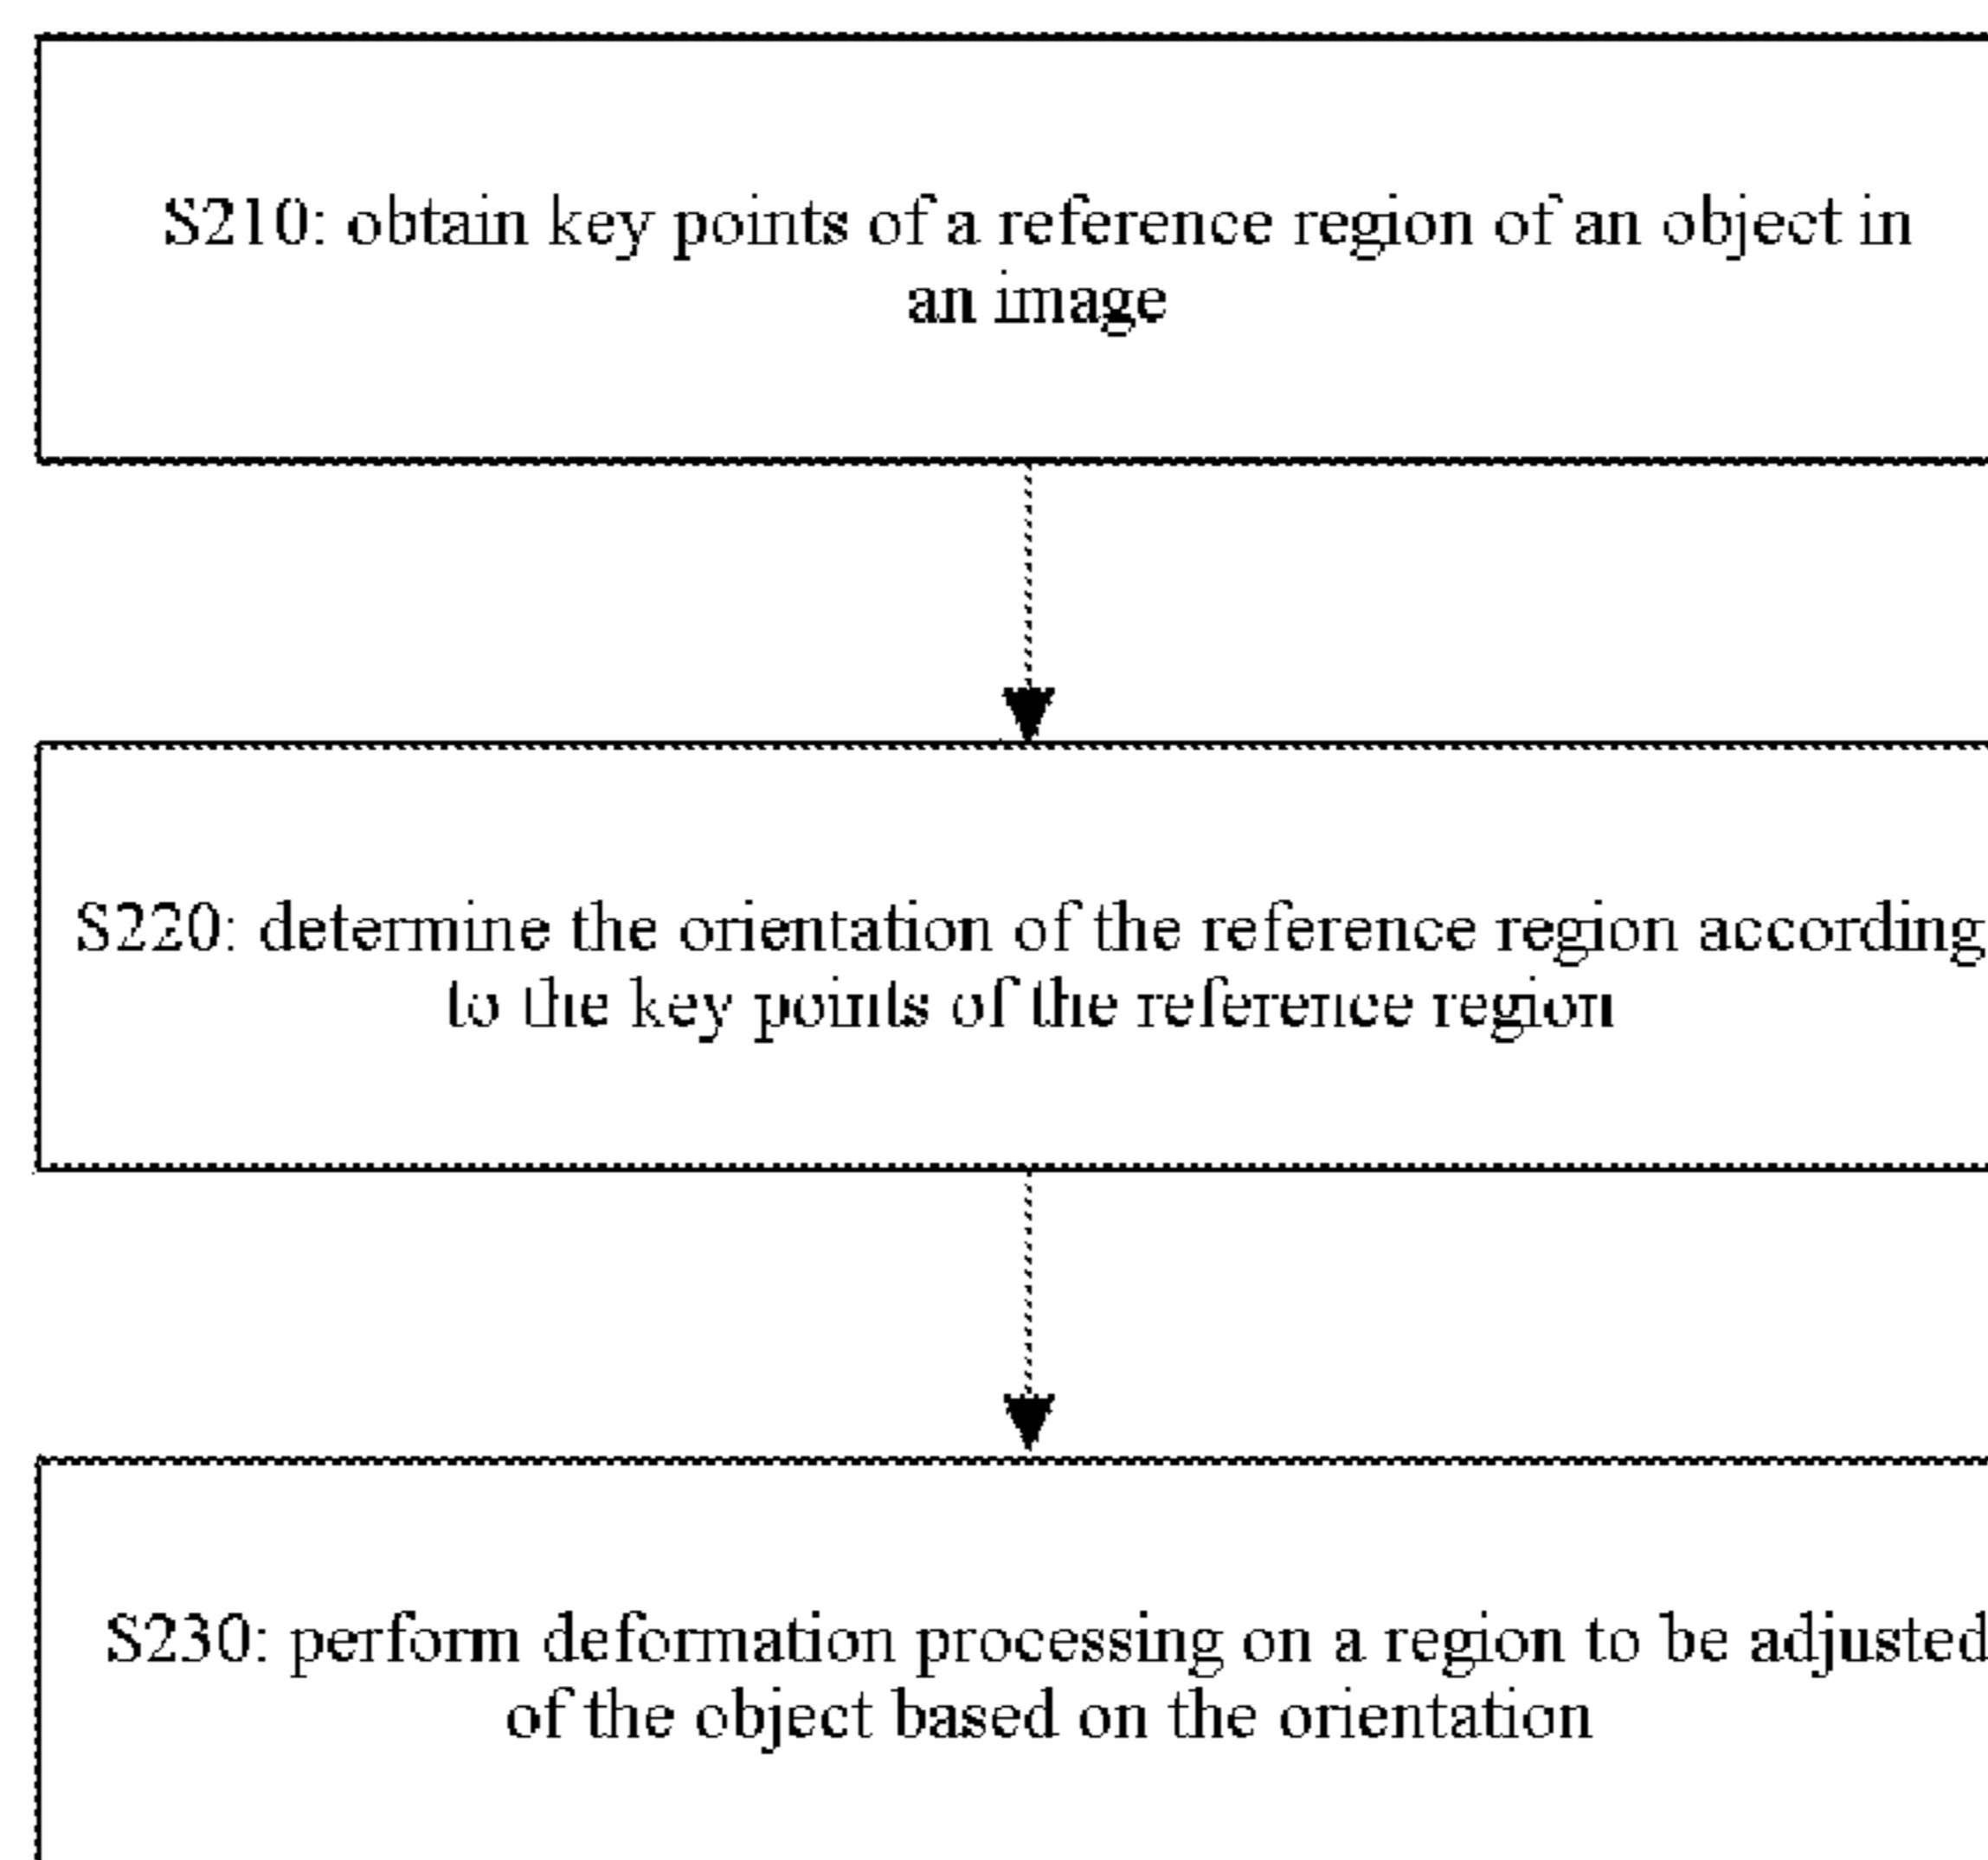 S210: obtain key points of a reference region of an object in
an image
S220: determine the orientation of the reference region according
to the key points of the reference region
S230: perform deformation processing on a region to be adjusted
of the object based on the orientation